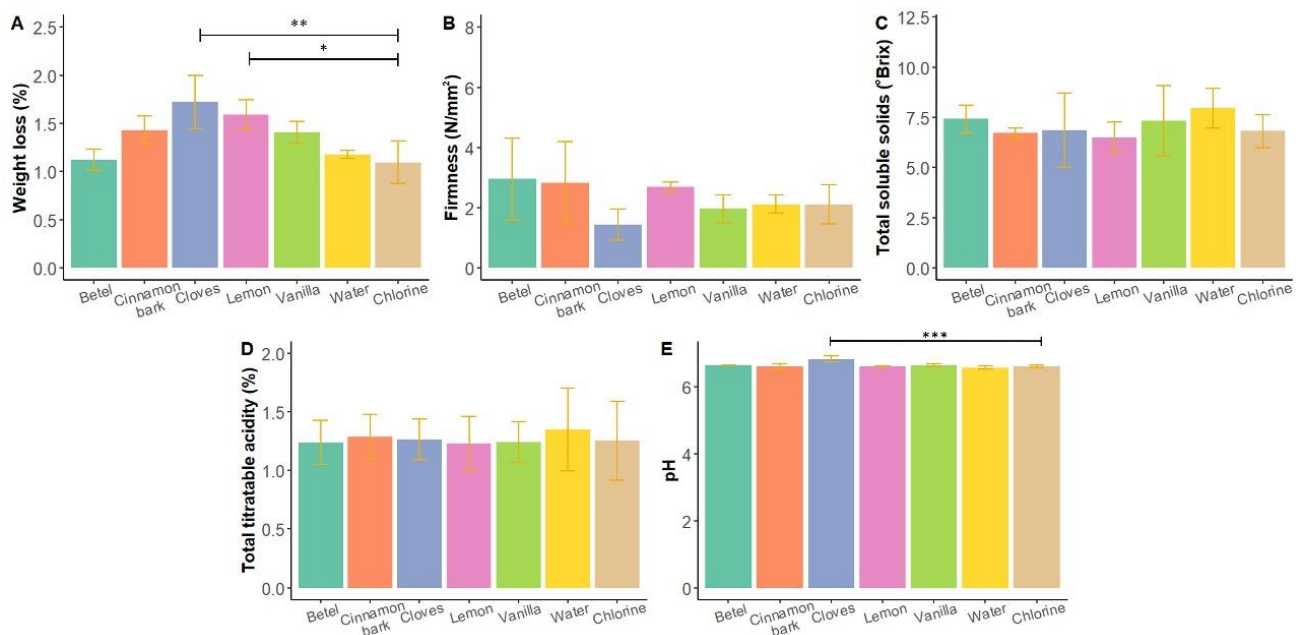 A
Weight loss (%)
2.5
2.0
1.5
1.0
0.5
0.0
**
*
Betel
Cinnamon
bark
Cloves
Lemon
Vanilla
Water
Chlorine
B
Firmness (N/mm²)
8
6
4
2
0
Betel
Cinnamon
bark
Cloves
Lemon
Vanilla
Water
Chlorine
C
Total soluble solids (°Brix)
12.5
10.0
7.5
5.0
2.5
0.0
Betel
Cinnamon
bark
Cloves
Lemon
Vanilla
Water
Chlorine
D
Total titratable acidity (%)
2.0
1.5
1.0
0.5
0.0
Betel
Cinnamon
bark
Cloves
Lemon
Vanilla
Water
Chlorine
E
pH
6
4
2
0
***
Betel
Cinnamon
bark
Cloves
Lemon
Vanilla
Water
Chlorine